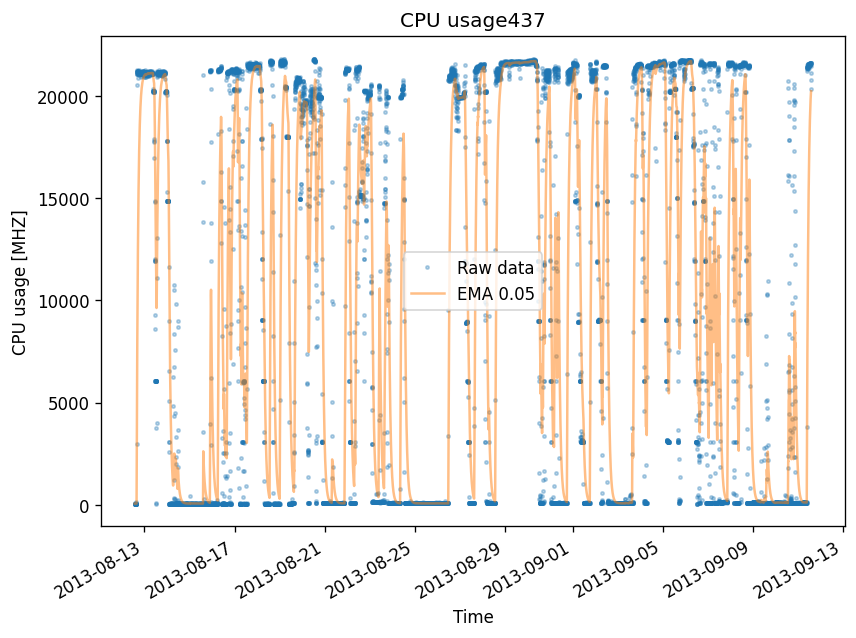 CPU usage437
CPU usage [MHZ]
20000
15000
10000
5000
0
Raw data
EMA 0.05
2013-08-13
2013-08-17
2013-08-21
2013-08-25
2013-08-29
2013-09-01
2013-09-05
2013-09-09
2013-09-13
Time